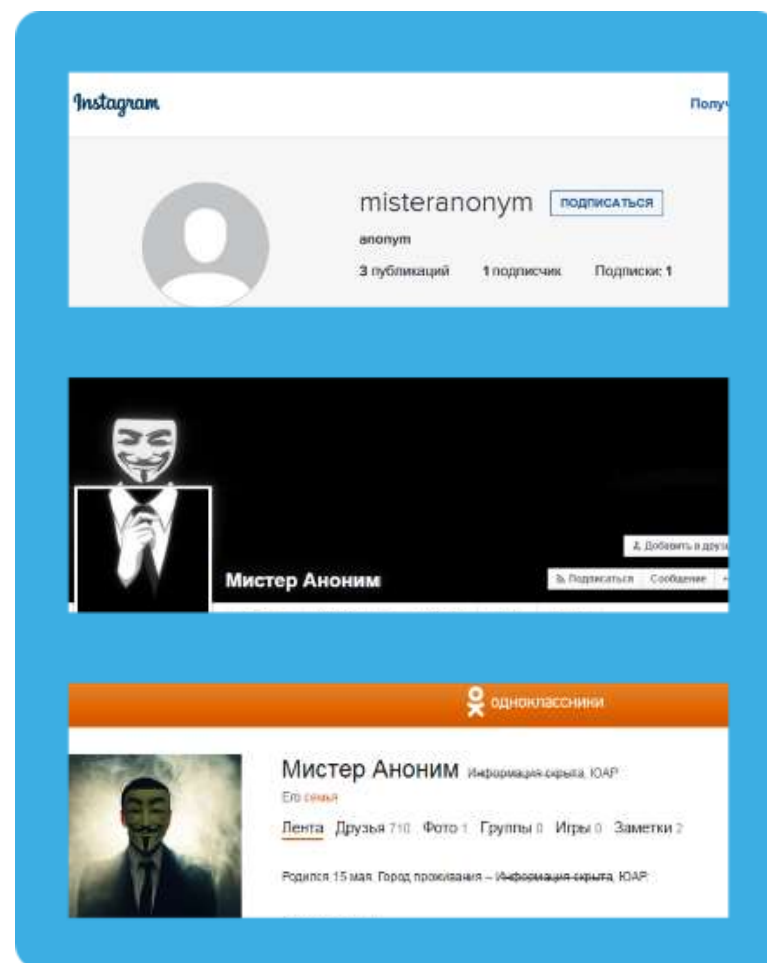 Instagram
misteranonym ПОДПИСАТЬСЯ
anonym
3 публикаций 1 подписчик Подписки: 1
Добавить в друзь
Мистер Аноним
Подписаться Сообщение
одноклассники
Мистер Аноним Информация скрыта, ЮАР
Его семья
Лента Друзья 710 Фото 1 Группы 0 Игры 0 Заметки 2
Родился 15 мая. Город проживания – Информация скрыта, ЮАР